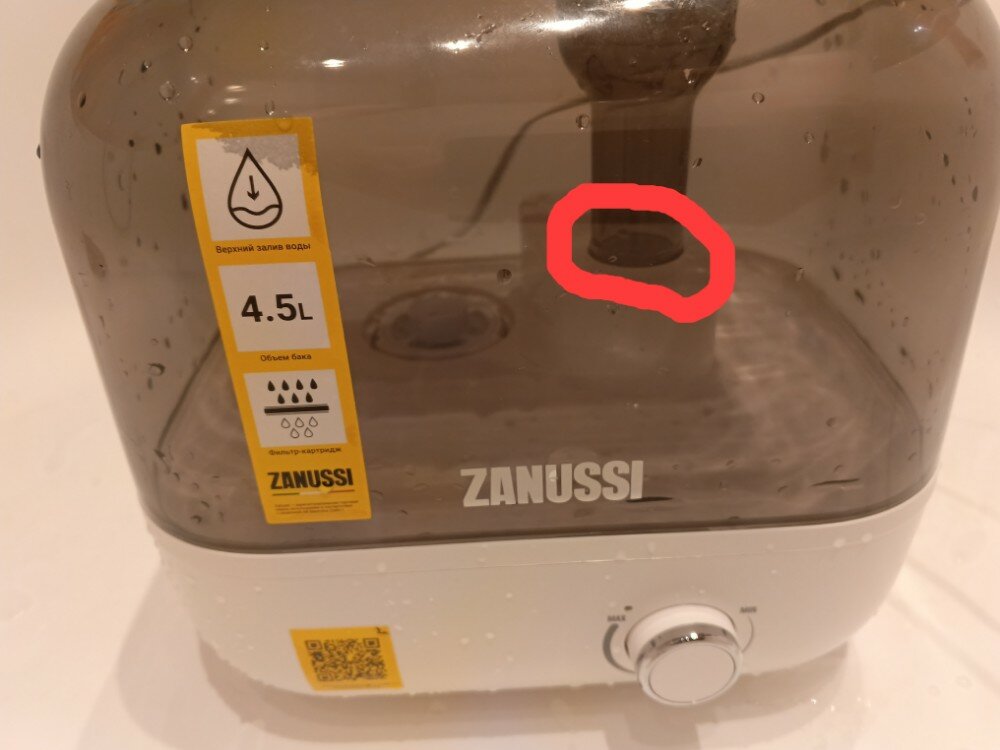 Верхний залив воды
4.5L
Объем бака
Фильтр-картридж
ZANUSSI
ZANUSSI
MAX
MIN